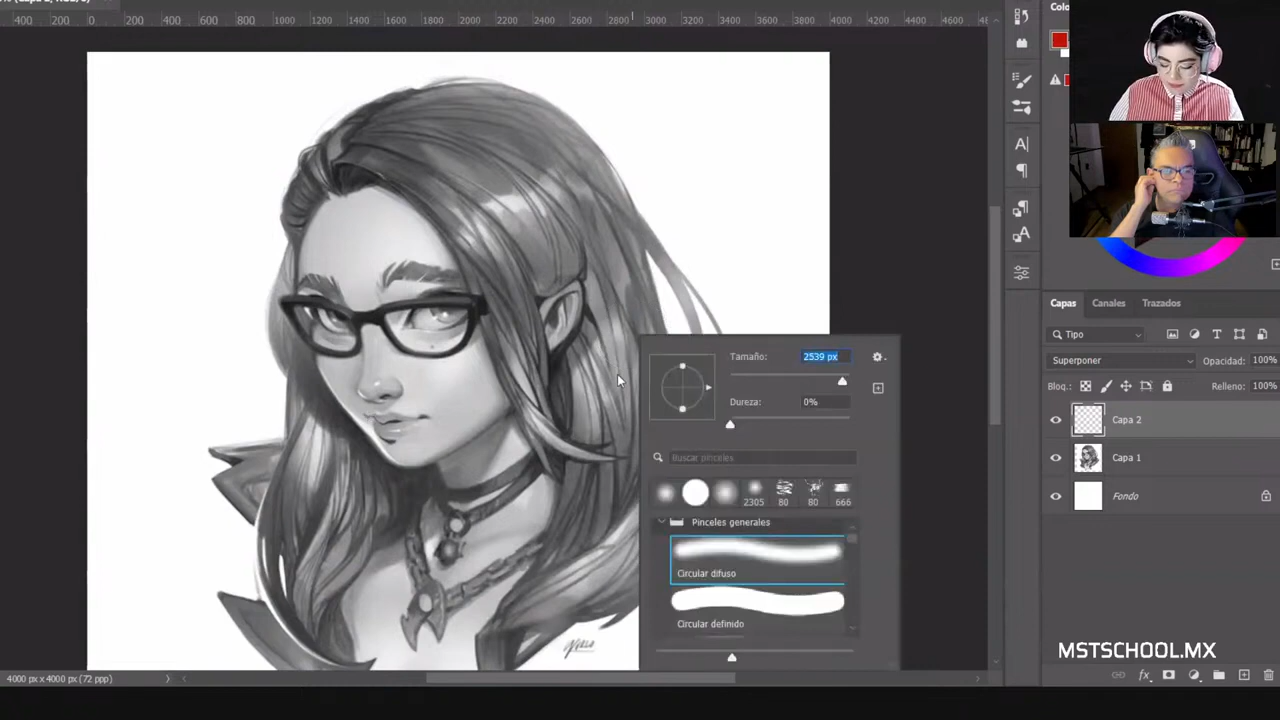 400 200 0 200 400 600 800 1000 1200 1400 1600 1800 2000 2200 2400 2600 2800 3000 3200 3400 3600 3800 4000 4200 4400 4600
Colo
Tamaño: 2539 px
Dureza: 0%
Buscar pinceles
2305 80 80 666
Pinceles generales
Circular difuso
Circular definido
Capas Canales Trazados
Tipo
Superponer Opacidad: 100%
Bloq.: Relleno: 100%
Capa 2
Capa 1
Fondo
MSTSCHOOL.MX
4000 px x 4000 px (72 ppp)